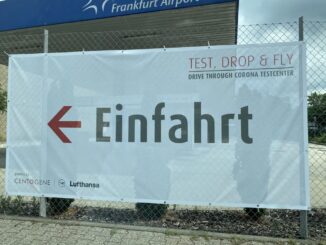 Frankfurt Airport
TEST, DROP & FLY
DRIVE THROUGH CORONA TESTCENTER
Einfahrt
CENTOGENE
Lufthansa